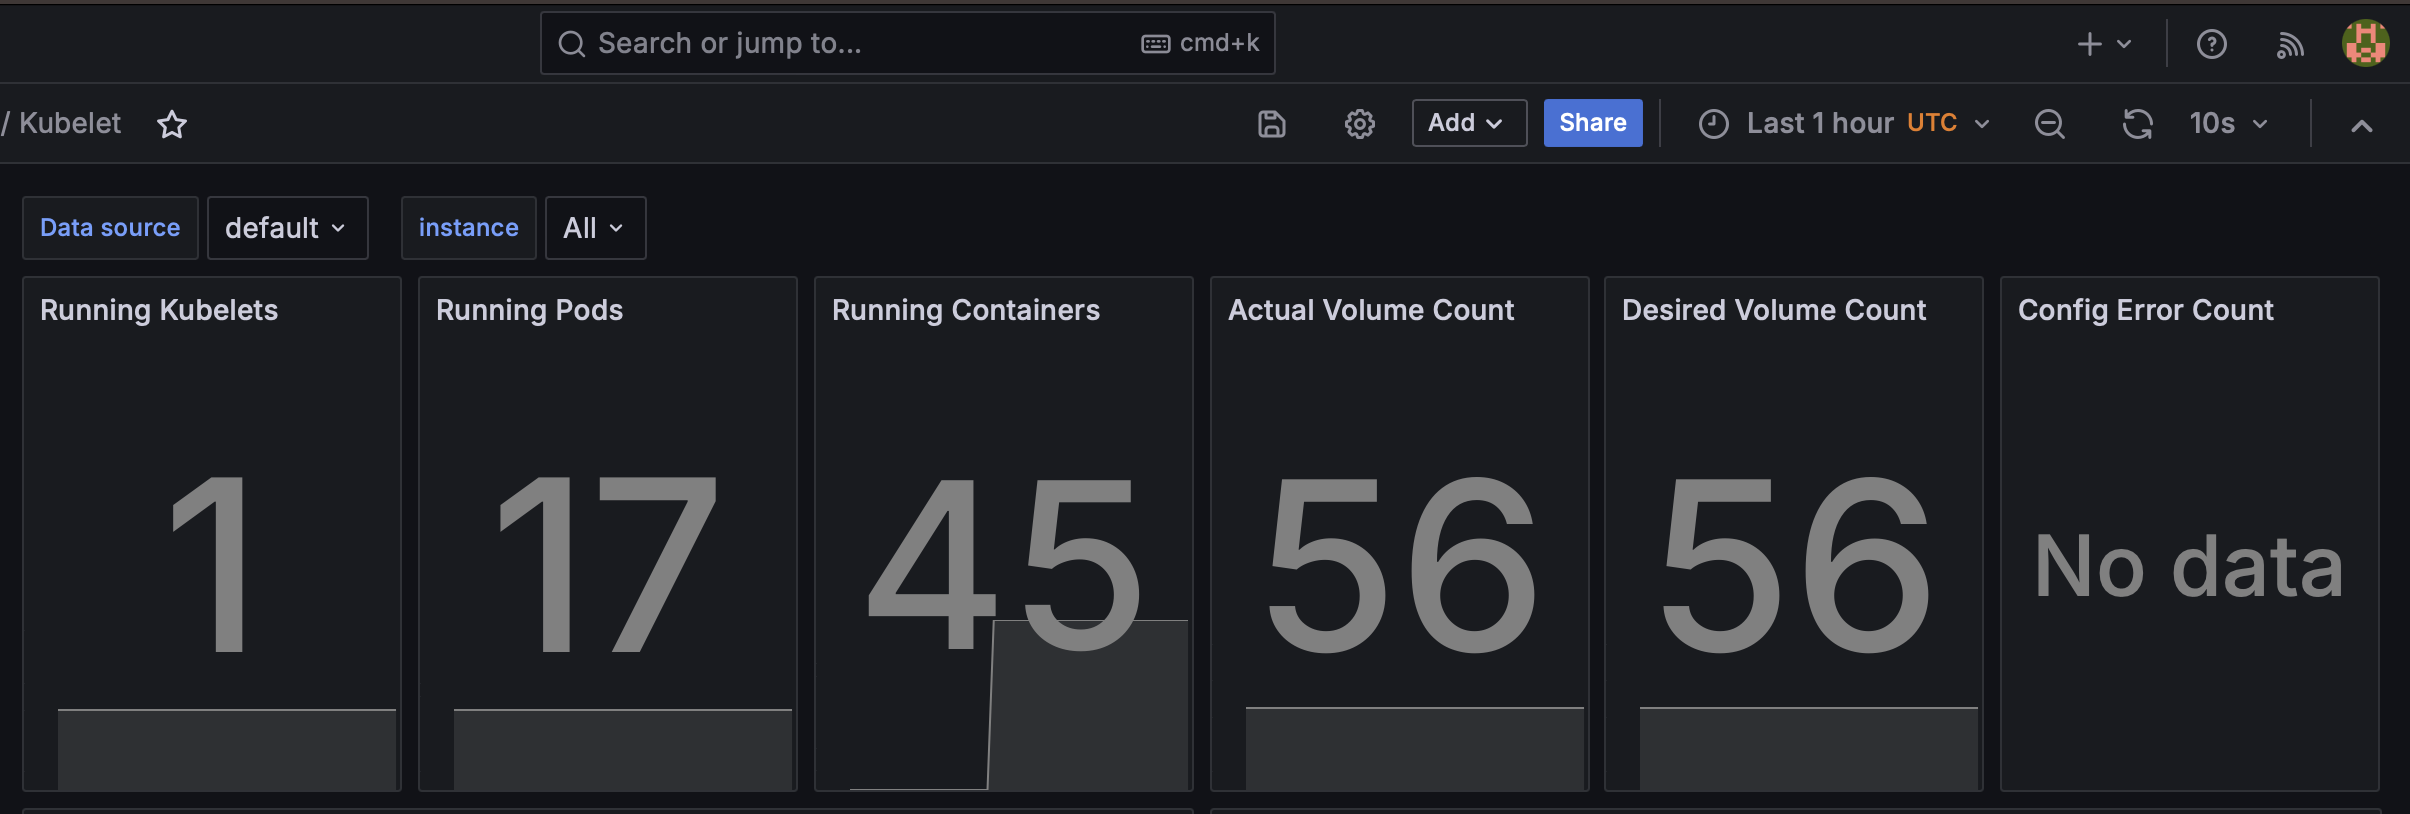 Search or jump to... cmd+k
/ Kubelet Add Share Last 1 hour UTC 10s
Data source default instance All
Running Kubelets
1
Running Pods
17
Running Containers
45
Actual Volume Count
56
Desired Volume Count
56
Config Error Count
No data